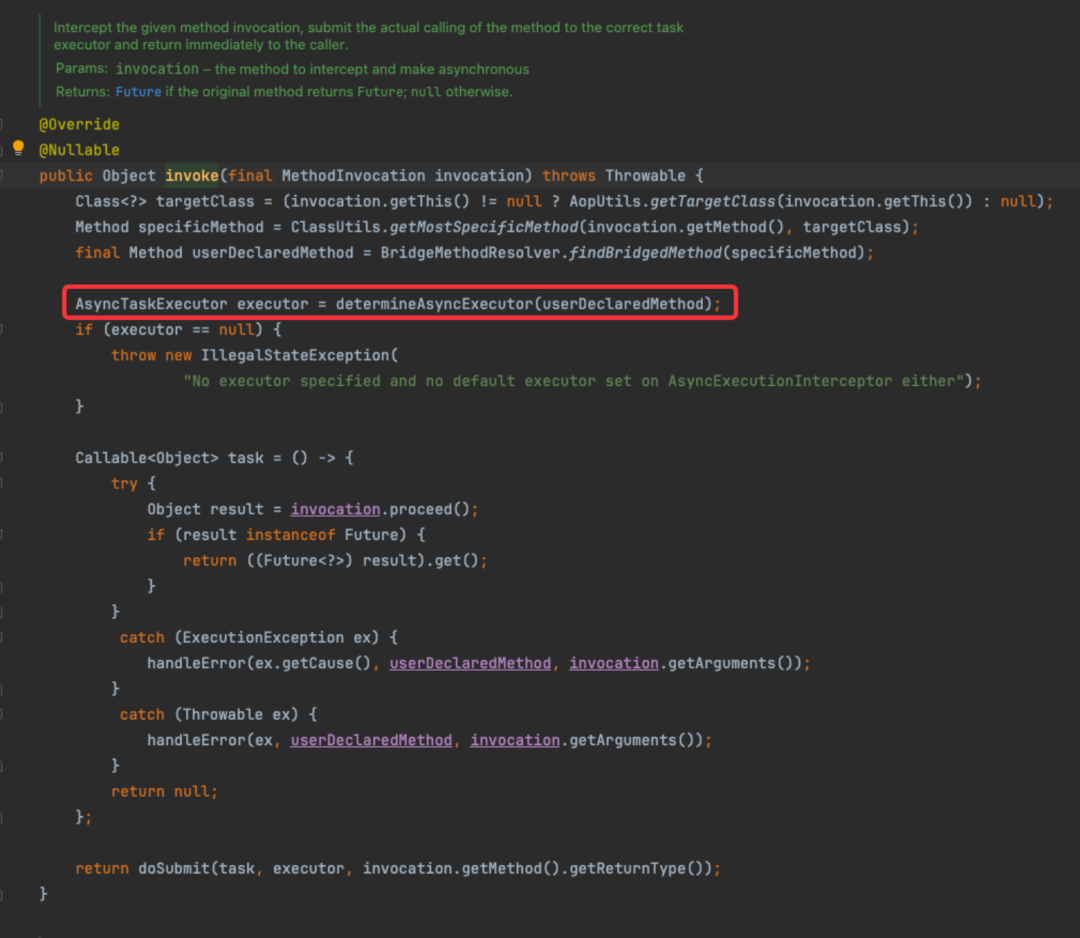 Intercept the given method invocation, submit the actual calling of the method to the correct task
executor and return immediately to the caller.
Params: invocation – the method to intercept and make asynchronous
Returns: Future if the original method returns Future; null otherwise.
@Override
@Nullable
public Object invoke(final MethodInvocation invocation) throws Throwable {
Class<?> targetClass = (invocation.getThis() != null ? AopUtils.getTargetClass(invocation.getThis()) : null);
Method specificMethod = ClassUtils.getMostSpecificMethod(invocation.getMethod(), targetClass);
final Method userDeclaredMethod = BridgeMethodResolver.findBridgedMethod(specificMethod);
AsyncTaskExecutor executor = determineAsyncExecutor(userDeclaredMethod);
if (executor == null) {
throw new IllegalStateException(
"No executor specified and no default executor set on AsyncExecutionInterceptor either");
}
Callable<Object> task = () -> {
try {
Object result = invocation.proceed();
if (result instanceof Future) {
return ((Future<?>) result).get();
}
}
catch (ExecutionException ex) {
handleError(ex.getCause(), userDeclaredMethod, invocation.getArguments());
}
catch (Throwable ex) {
handleError(ex, userDeclaredMethod, invocation.getArguments());
}
return null;
};
return doSubmit(task, executor, invocation.getMethod().getReturnType());
}